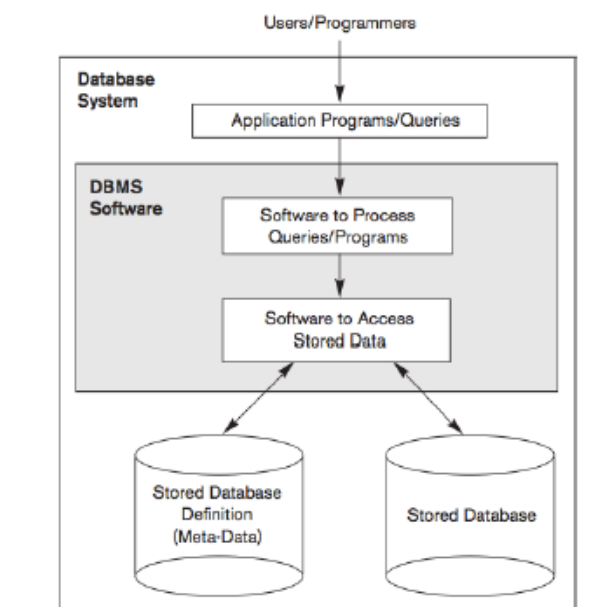 Users/Programmers
Database
System
Application Programs/Queries
DBMS
Software
Software to Process
Queries/Programs
Software to Access
Stored Data
Stored Database
Definition
(Meta-Data)
Stored Database